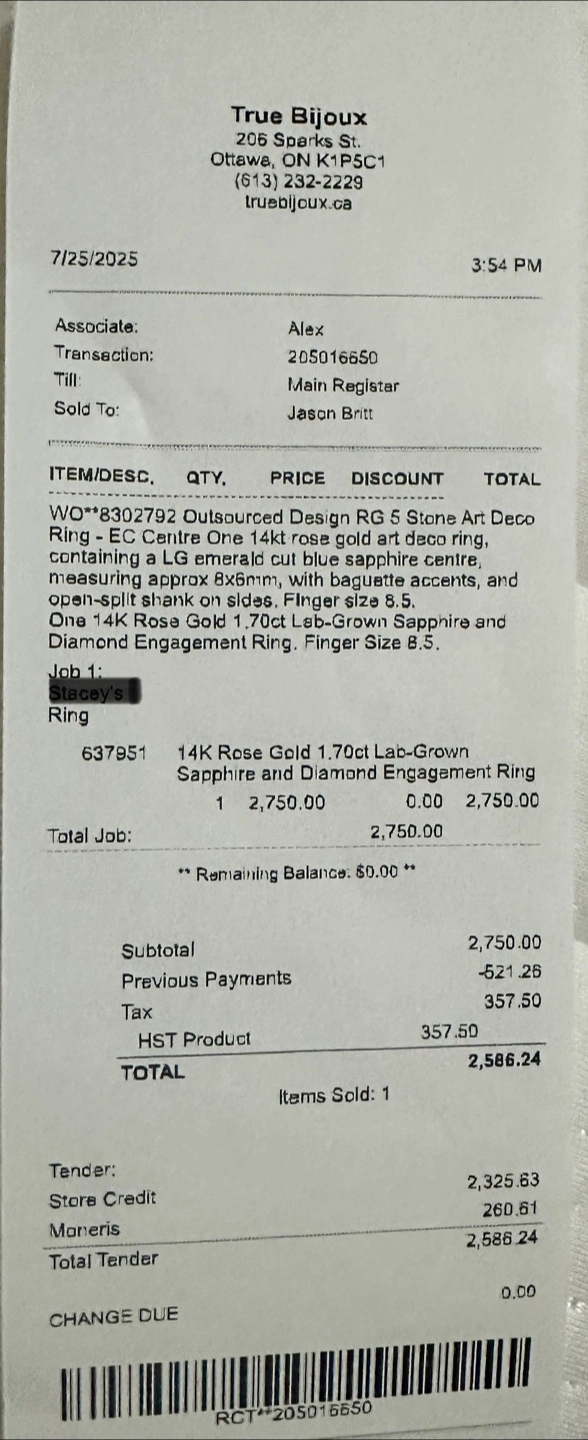 True Bijoux
206 Sparks St.
Ottawa, ON K1P5C1
(613) 232-2229
truebijoux.ca
7/25/2025 3:54 PM
Associate: Alex
Transaction: 205016650
Till: Main Register
Sold To: Jason Britt
ITEM/DESC. QTY. PRICE DISCOUNT TOTAL
WO**8302792 Outsourced Design RG 5 Stone Art Deco
Ring - EC Centre One 14kt rose gold art deco ring,
containing a LG emerald cut blue sapphire centre,
measuring approx 8x6mm, with baguette accents, and
open-split shank on sides. Finger size 8.5.
One 14K Rose Gold 1.70ct Lab-Grown Sapphire and
Diamond Engagement Ring. Finger Size 8.5.
Job 1:
Stacey's
Ring
637951 14K Rose Gold 1.70ct Lab-Grown
Sapphire and Diamond Engagement Ring
1 2,750.00 0.00 2,750.00
Total Job: 2,750.00
** Remaining Balance: $0.00 **
Subtotal 2,750.00
Previous Payments -521.26
Tax 357.50
HST Product 357.50
TOTAL 2,586.24
Items Sold: 1
Tender:
Store Credit 2,325.63
Moneris 260.61
Total Tender 2,586.24
CHANGE DUE 0.00
RCT**205016650